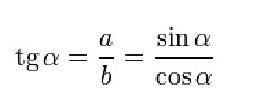 tg α = a/b = sin α / cos α